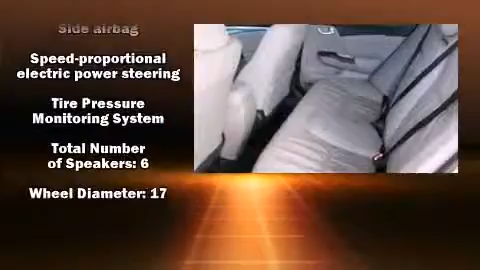 Side airbag
Speed-proportional
electric power steering
Tire Pressure
Monitoring System
Total Number
of Speakers: 6
Wheel Diameter: 17